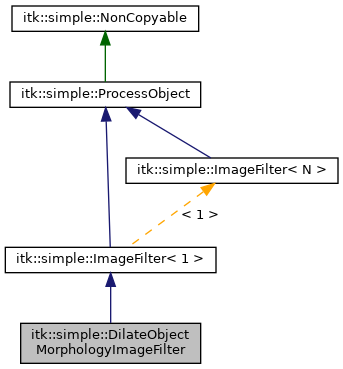 itk::simple::NonCopyable
itk::simple::ProcessObject
itk::simple::ImageFilter< N >
< 1 >
itk::simple::ImageFilter< 1 >
itk::simple::DilateObject
MorphologyImageFilter